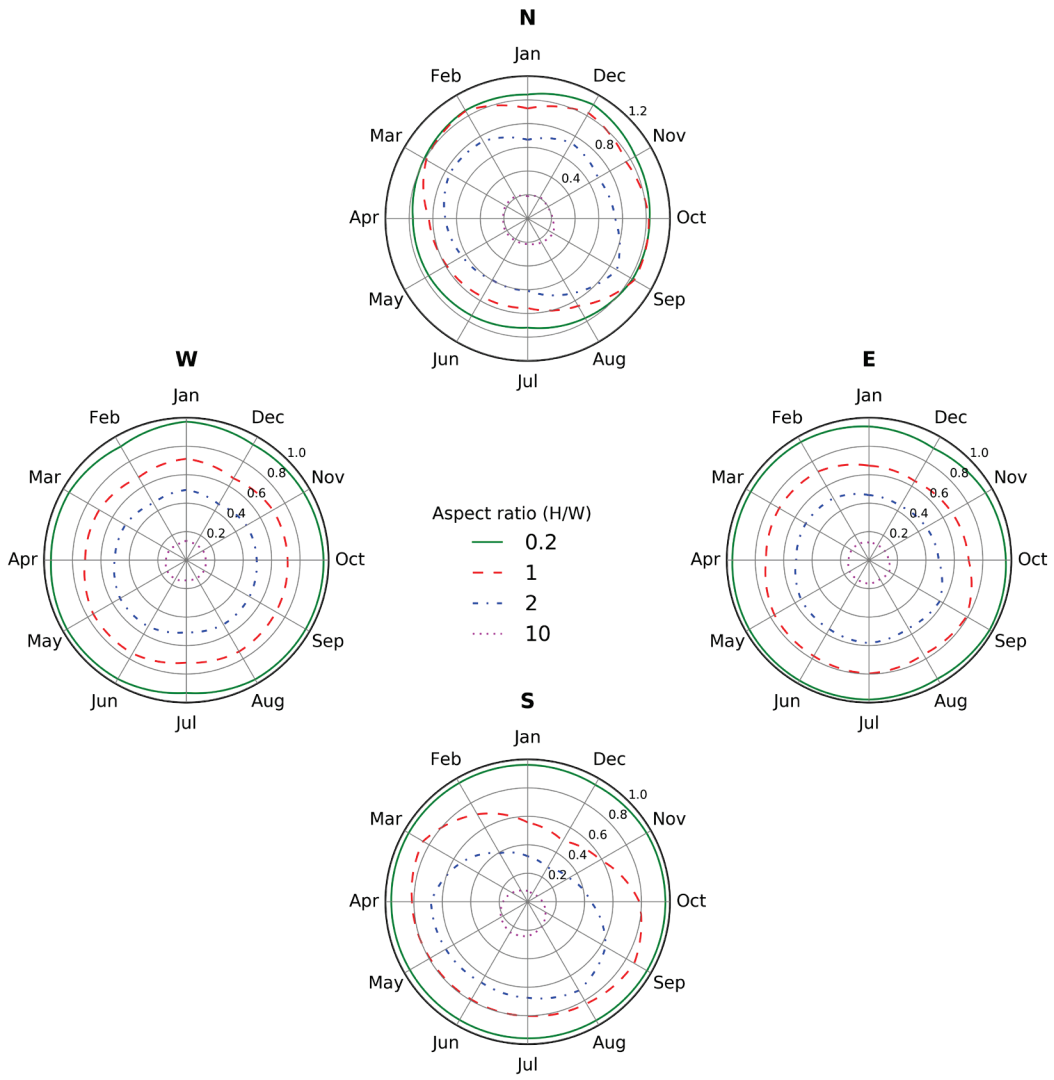 N
Jan
Feb
Dec
1.2
Mar
Nov
0.8
0.4
Apr
Oct
May
Sep
Jun
Aug
Jul
W
Jan
Feb
Dec
1.0
Mar
0.8
Nov
0.6
0.4
0.2
Apr
Oct
May
Sep
Jun
Aug
Jul
E
Jan
Feb
Dec
1.0
Mar
0.8
Nov
0.6
0.4
0.2
Apr
Oct
May
Sep
Jun
Aug
Jul
Aspect ratio (H/W)
0.2
1
2
10
S
Jan
Feb
Dec
1.0
Mar
0.8
Nov
0.6
0.4
0.2
Apr
Oct
May
Sep
Jun
Aug
Jul